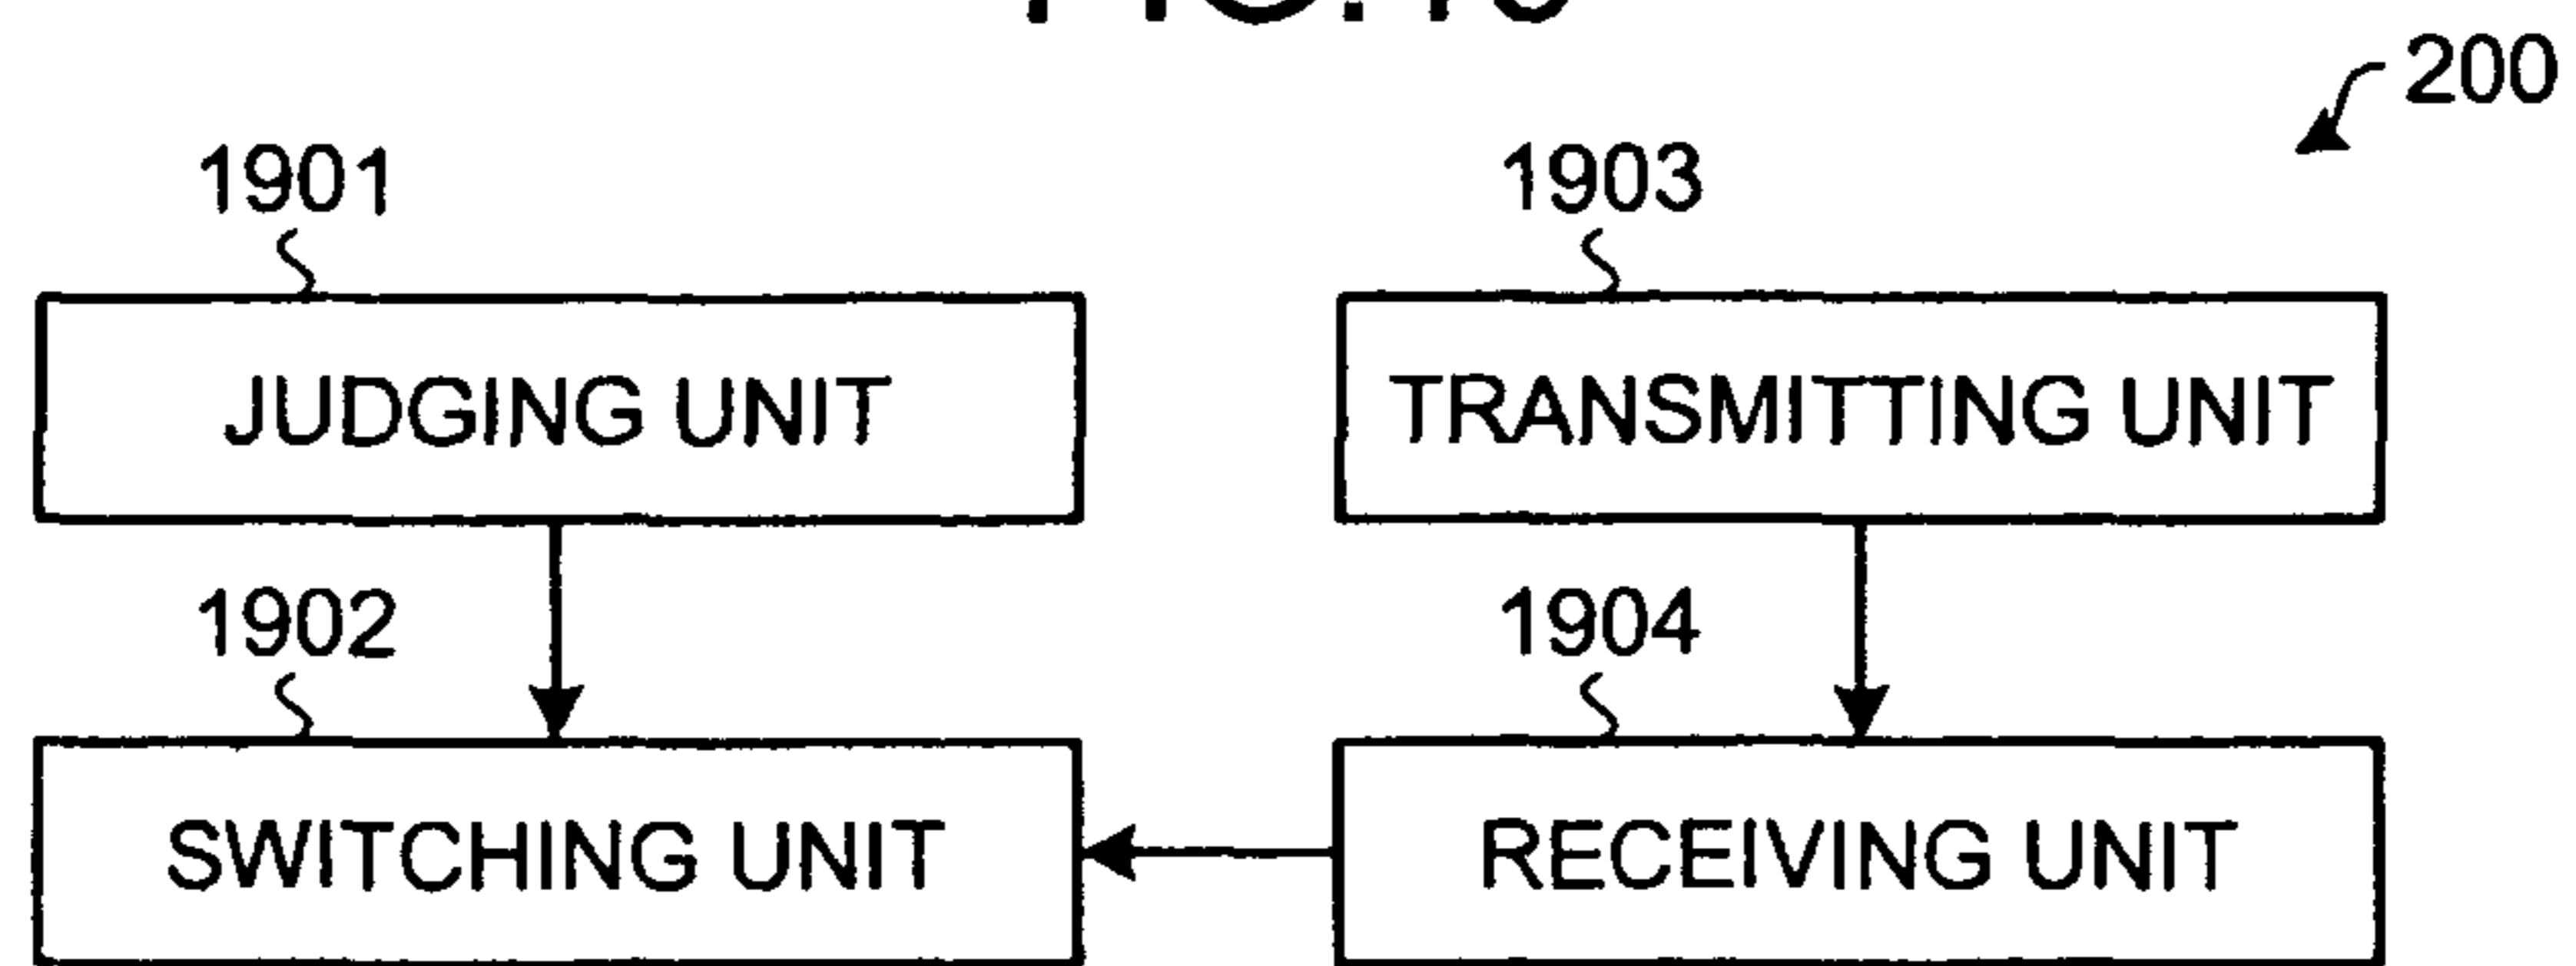 200
1901
1903
JUDGING UNIT
TRANSMITTING UNIT
1902
1904
SWITCHING UNIT
RECEIVING UNIT